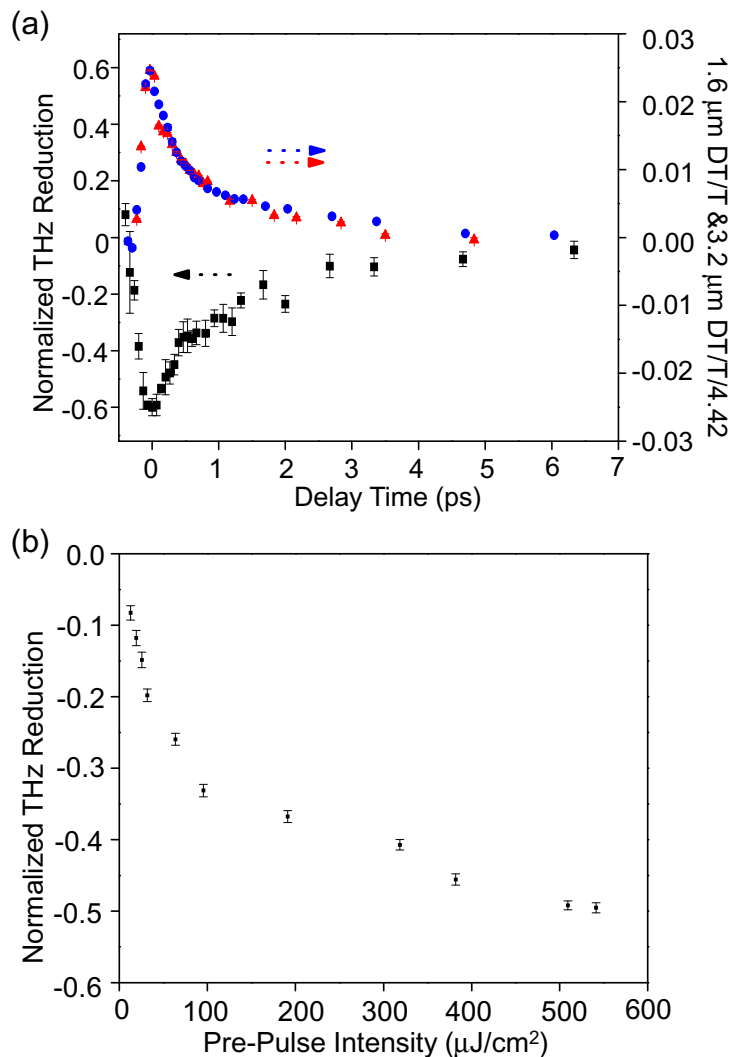 (a)
0.6
0.4
0.2
0
-0.2
-0.4
-0.6
Normalized THz Reduction
0.03
0.02
0.01
0.00
-0.01
-0.02
-0.03
1.6 μm DT/T &3.2 μm DT/T/4.42
0 1 2 3 4 5 6 7
Delay Time (ps)
(b)
0.0
-0.1
-0.2
-0.3
-0.4
-0.5
-0.6
Normalized THz Reduction
0 100 200 300 400 500 600
Pre-Pulse Intensity (μJ/cm²)